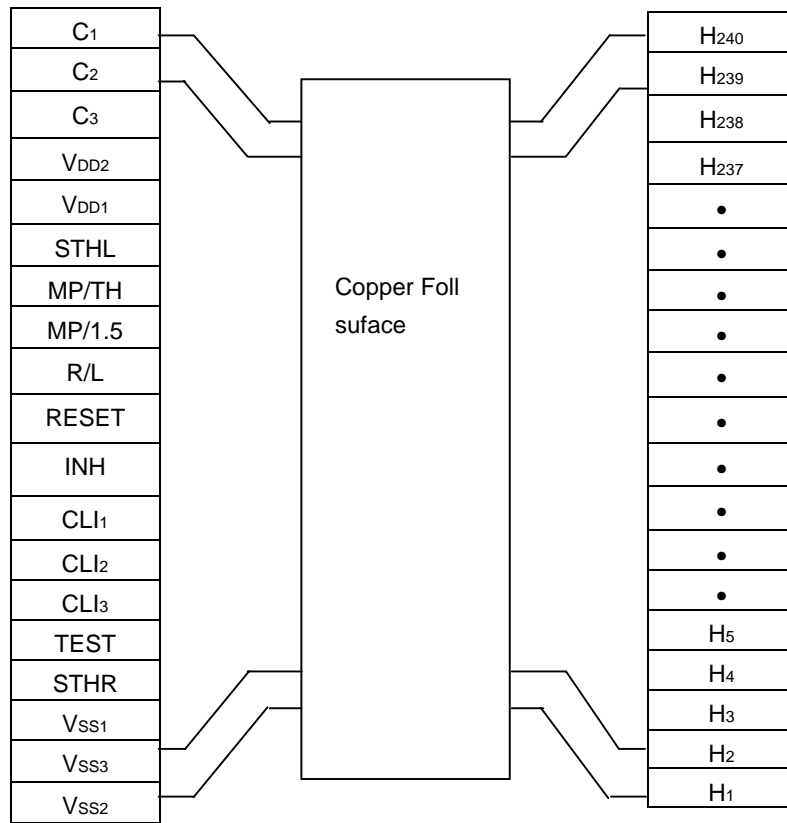 C1
C2
C3
VDD2
VDD1
STHL
MP/TH
MP/1.5
R/L
RESET
INH
CLI1
CLI2
CLI3
TEST
STHR
VSS1
VSS3
VSS2
Copper Foll
suface
H240
H239
H238
H237
•
•
•
•
•
•
•
•
•
•
H5
H4
H3
H2
H1